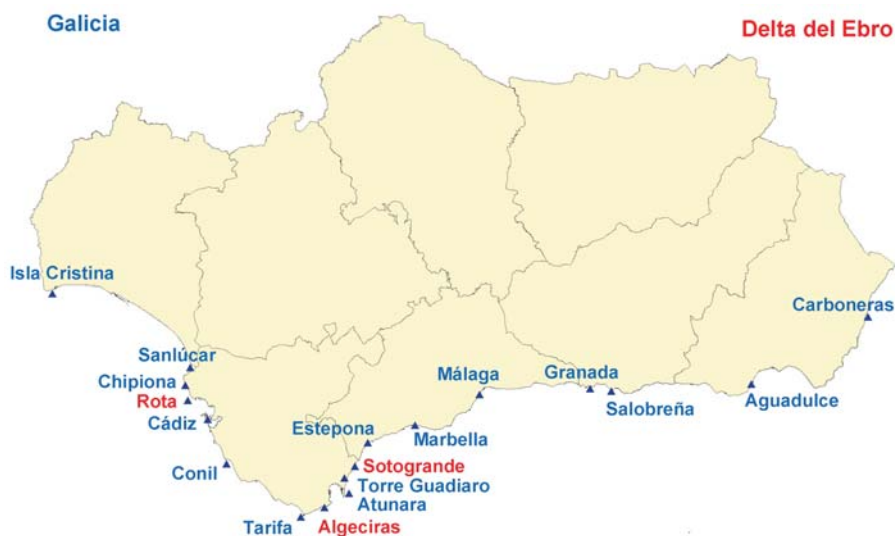 Galicia
Delta del Ebro
Isla Cristina
Carboneras
Sanlúcar
Chipiona
Málaga
Granada
Rota
Salobreña
Aguadulce
Cádiz
Estepona
Marbella
Conil
Sotogrande
Torre Guadiaro
Atunara
Tarifa
Algeciras